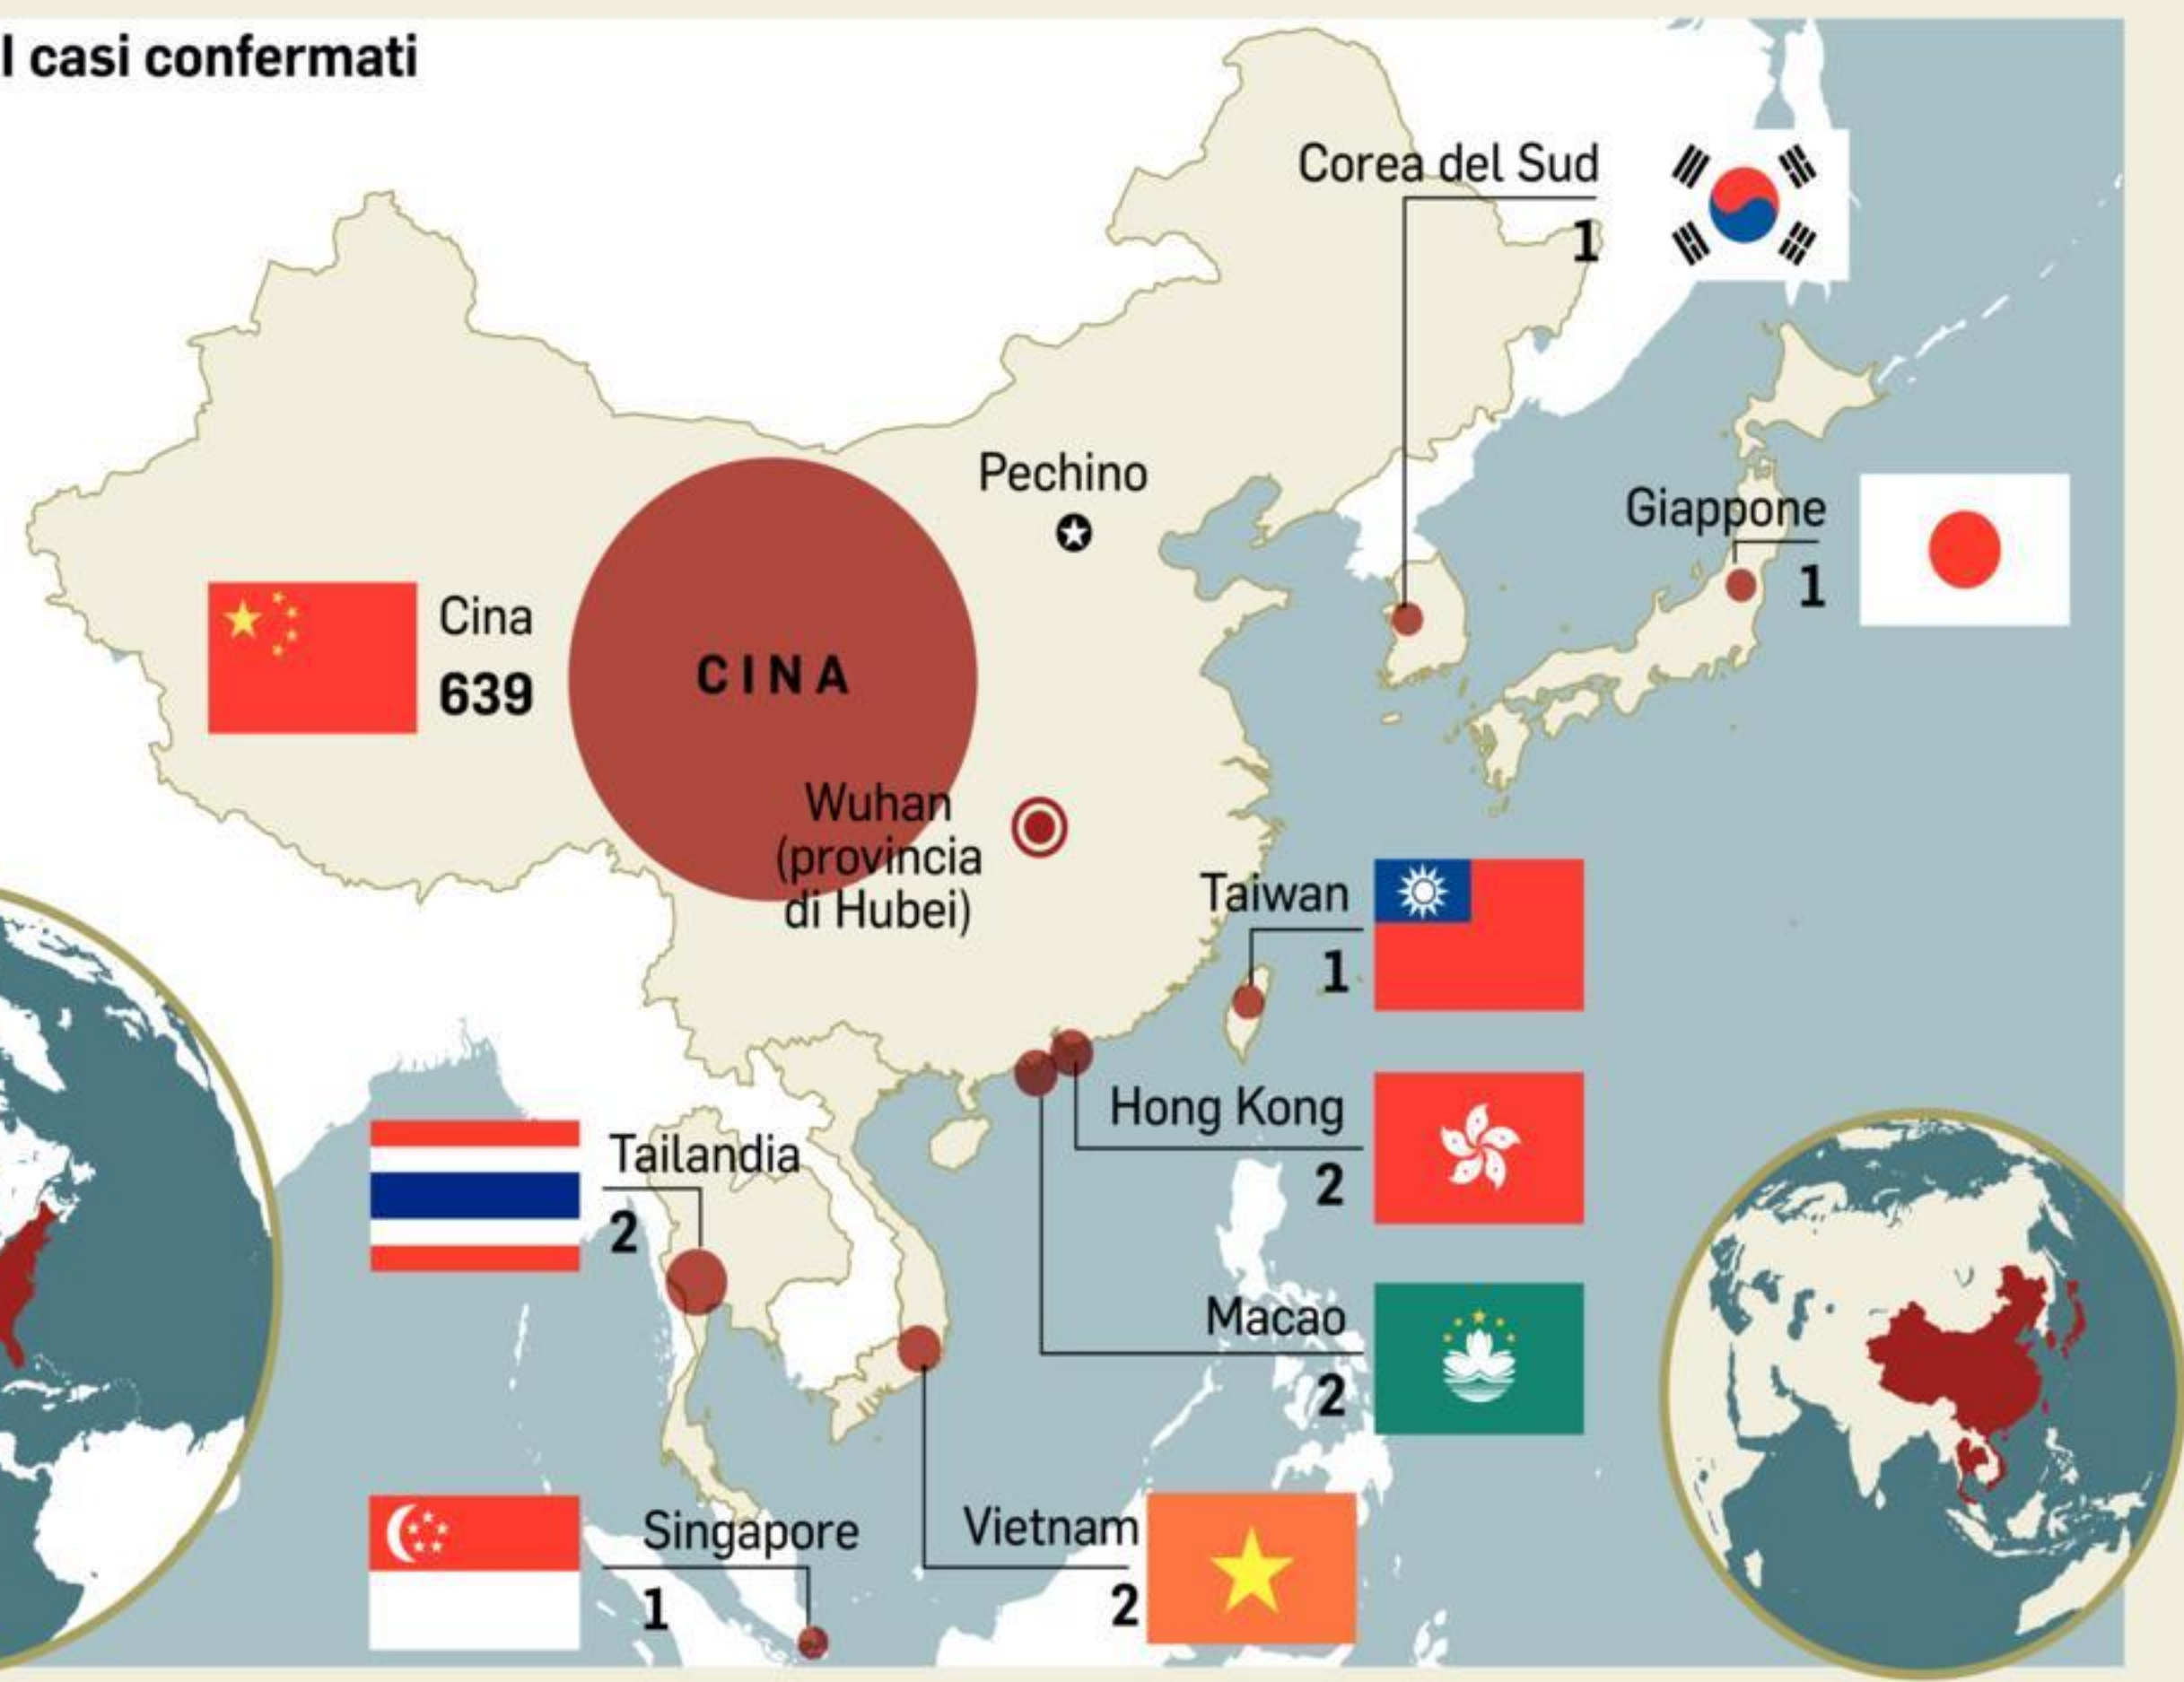 I casi confermati
Corea del Sud
1
Pechino
Giappone
1
Cina
639
CINA
Wuhan
(provincia
di Hubei)
Taiwan
1
Hong Kong
2
Tailandia
2
Macao
2
Singapore
1
Vietnam
2